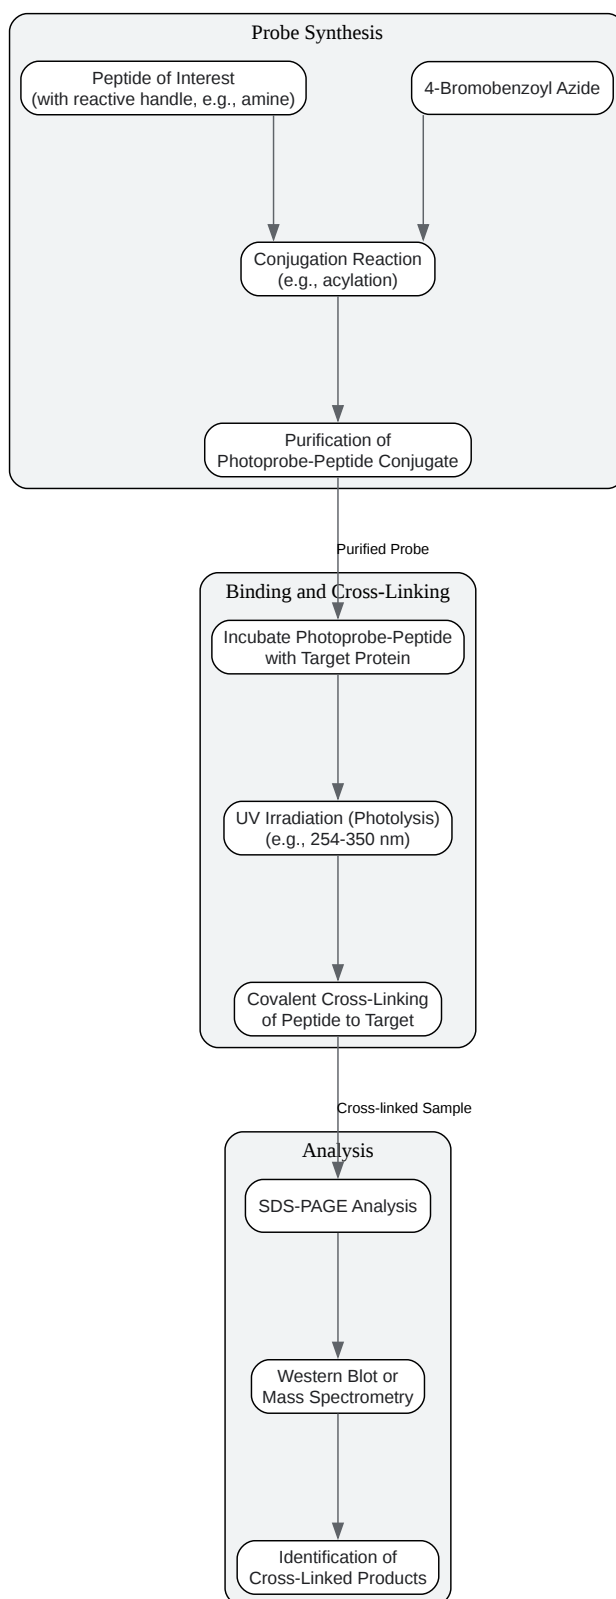 Probe Synthesis
Peptide of Interest
(with reactive handle, e.g., amine)
4-Bromobenzoyl Azide
Conjugation Reaction
(e.g., acylation)
Purification of
Photoprobe-Peptide Conjugate
Purified Probe
Binding and Cross-Linking
Incubate Photoprobe-Peptide
with Target Protein
UV Irradiation (Photolysis)
(e.g., 254-350 nm)
Covalent Cross-Linking
of Peptide to Target
Cross-linked Sample
Analysis
SDS-PAGE Analysis
Western Blot or
Mass Spectrometry
Identification of
Cross-Linked Products